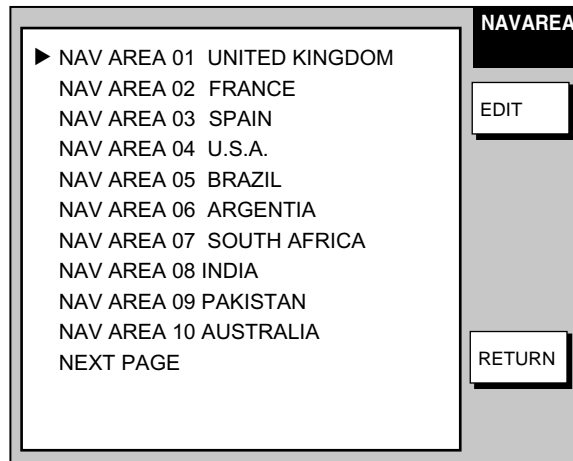 NAVAREA
NAV AREA 01 UNITED KINGDOM
NAV AREA 02 FRANCE
NAV AREA 03 SPAIN
NAV AREA 04 U.S.A.
NAV AREA 05 BRAZIL
NAV AREA 06 ARGENTIA
NAV AREA 07 SOUTH AFRICA
NAV AREA 08 INDIA
NAV AREA 09 PAKISTAN
NAV AREA 10 AUSTRALIA
NEXT PAGE
EDIT
RETURN